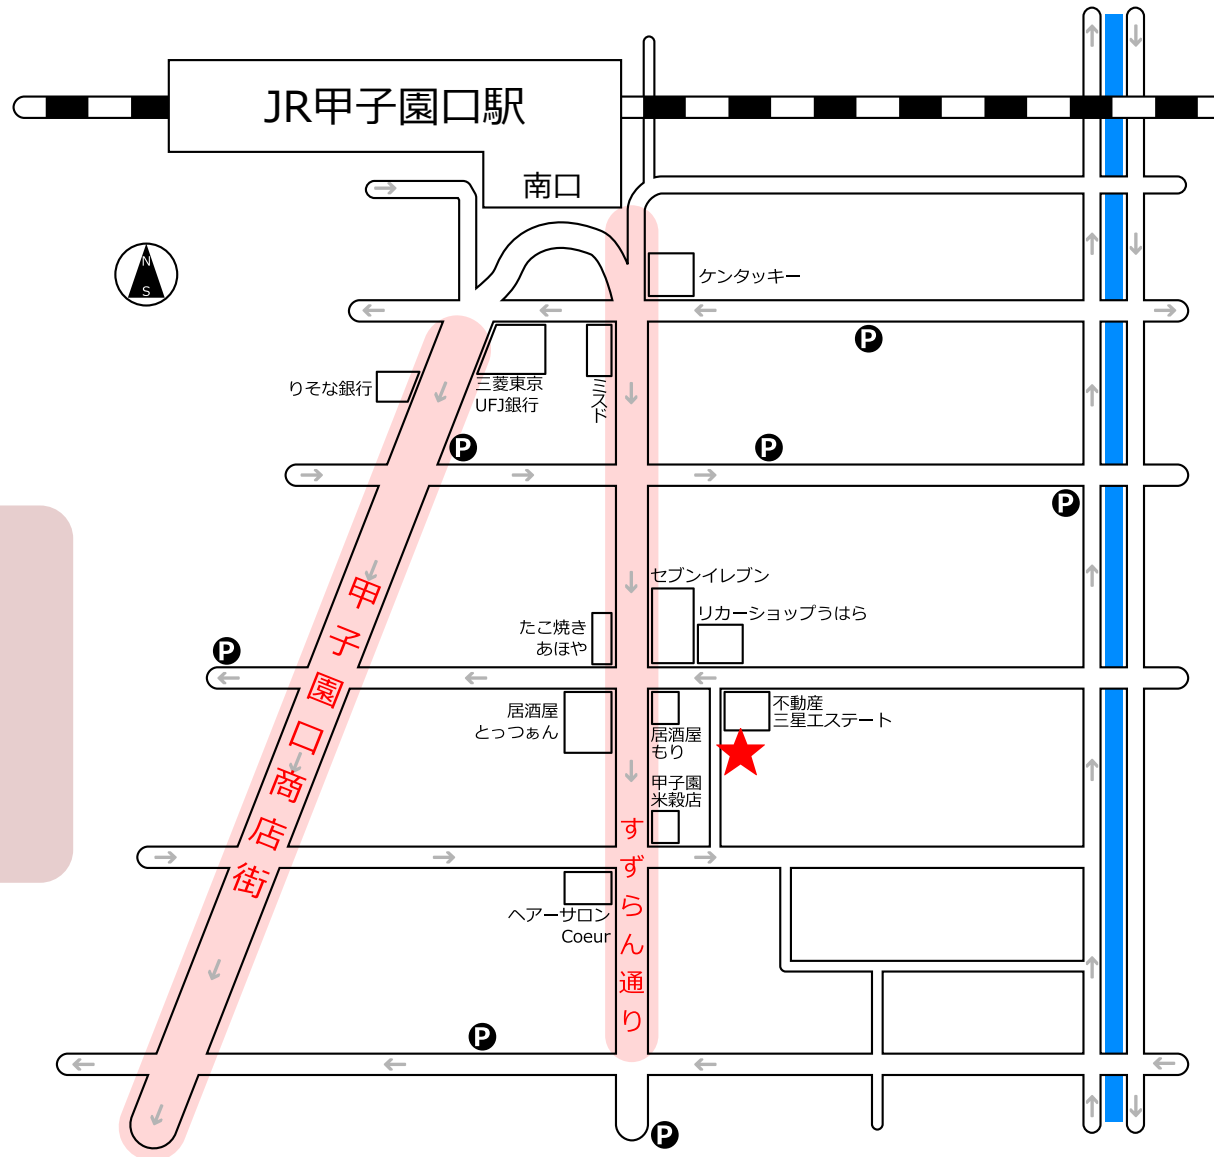 JR甲子園口駅
南口
N
S
ケンタッキー
P
りそな銀行
三菱東京
UFJ銀行
ミスド
P
P
P
セブンイレブン
リカーショップうはら
たこ焼き
あほや
P
甲子園口商店街
居酒屋
とっつぁん
居酒屋
もり
不動産
三星エステート
甲子園
米穀店
すずらん通り
ヘアーサロン
Coeur
P
P